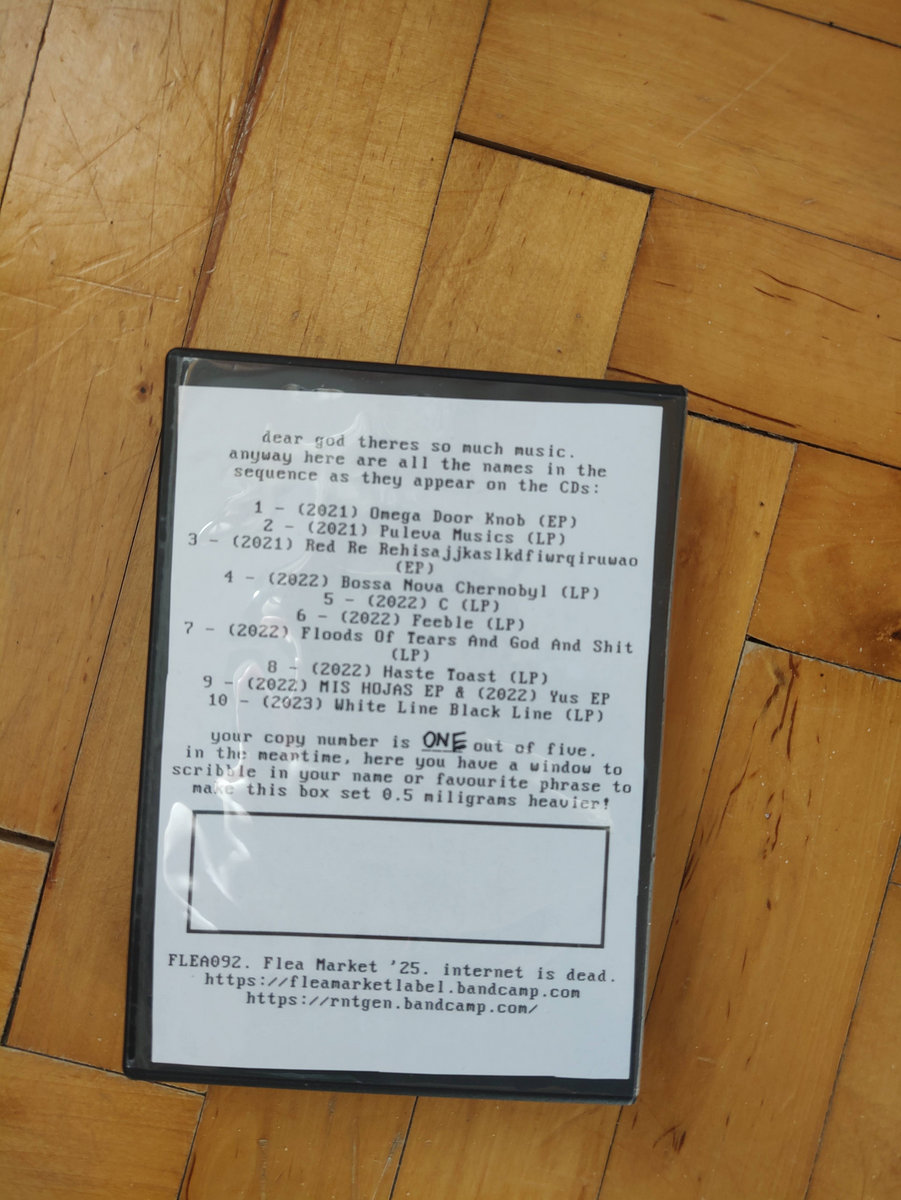 dear god theres so much music.
anyway here are all the names in the
sequence as they appear on the CDs:
1 - (2021) Omega Door Knob (EP)
2 - (2021) Puleva Musics (LP)
3 - (2021) Red Re Rehisajjkaslkdfiwrqiruwao
(EP)
4 - (2022) Bossa Nova Chernobyl (LP)
5 - (2022) C (LP)
6 - (2022) Feeble (LP)
7 - (2022) Floods Of Tears And God And Shit
(LP)
8 - (2022) Haste Toast (LP)
9 - (2022) MIS HOJAS EP & (2022) Yus EP
10 - (2023) White Line Black Line (LP)
your copy number is ONE out of five.
in the meantime, here you have a window to
scribble in your name or favourite phrase to
make this box set 0.5 miligrams heavier!
FLEA092. Flea Market '25. internet is dead.
https://fleamarketlabel.bandcamp.com
https://rntgen.bandcamp.com/